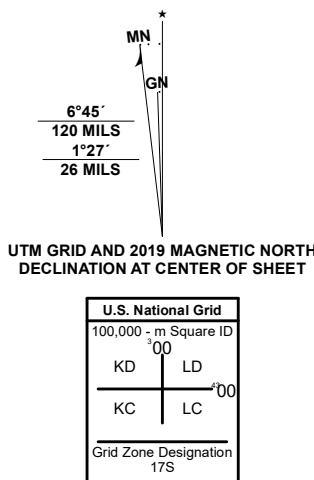 ★
MN
GN
6°45´
120 MILS
1°27´
26 MILS
UTM GRID AND 2019 MAGNETIC NORTH
DECLINATION AT CENTER OF SHEET
U.S. National Grid
100,000 - m Square ID
³00
KD LD
⁴³00
KC LC
Grid Zone Designation
17S